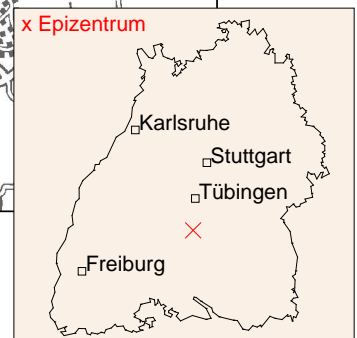 x Epizentrum
Karlsruhe
Stuttgart
Tübingen
Freiburg